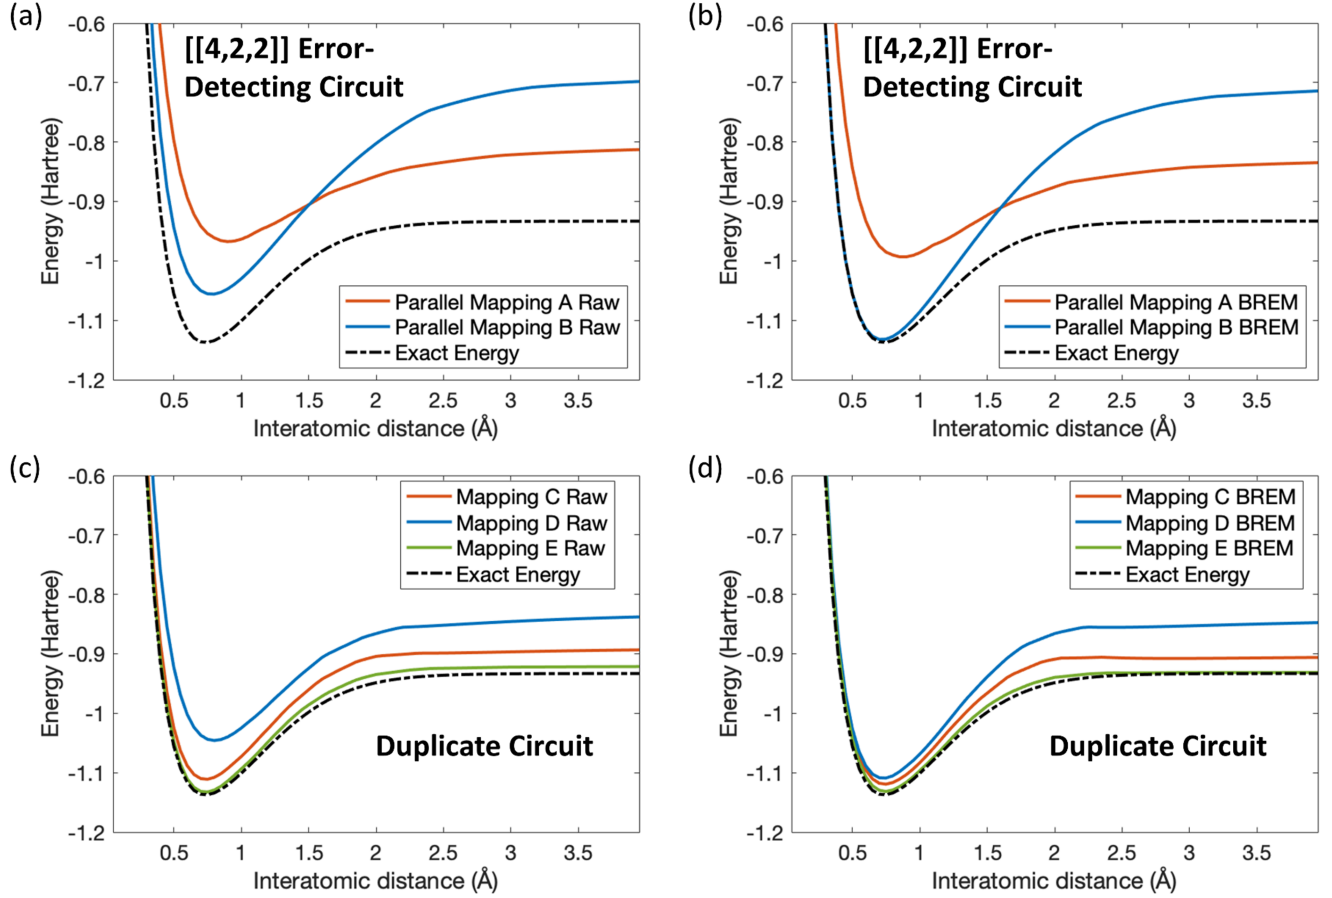 (a)
[[4,2,2]] Error-
Detecting Circuit
-0.6
-0.7
-0.8
-0.9
-1
-1.1
-1.2
Energy (Hartree)
Parallel Mapping A Raw
Parallel Mapping B Raw
Exact Energy
0.5 1 1.5 2 2.5 3 3.5
Interatomic distance (Å)
(b)
[[4,2,2]] Error-
Detecting Circuit
-0.6
-0.7
-0.8
-0.9
-1
-1.1
-1.2
Energy (Hartree)
Parallel Mapping A BREM
Parallel Mapping B BREM
Exact Energy
0.5 1 1.5 2 2.5 3 3.5
Interatomic distance (Å)
(c)
-0.6
-0.7
-0.8
-0.9
-1
-1.1
-1.2
Energy (Hartree)
Mapping C Raw
Mapping D Raw
Mapping E Raw
Exact Energy
Duplicate Circuit
0.5 1 1.5 2 2.5 3 3.5
Interatomic distance (Å)
(d)
-0.6
-0.7
-0.8
-0.9
-1
-1.1
-1.2
Energy (Hartree)
Mapping C BREM
Mapping D BREM
Mapping E BREM
Exact Energy
Duplicate Circuit
0.5 1 1.5 2 2.5 3 3.5
Interatomic distance (Å)